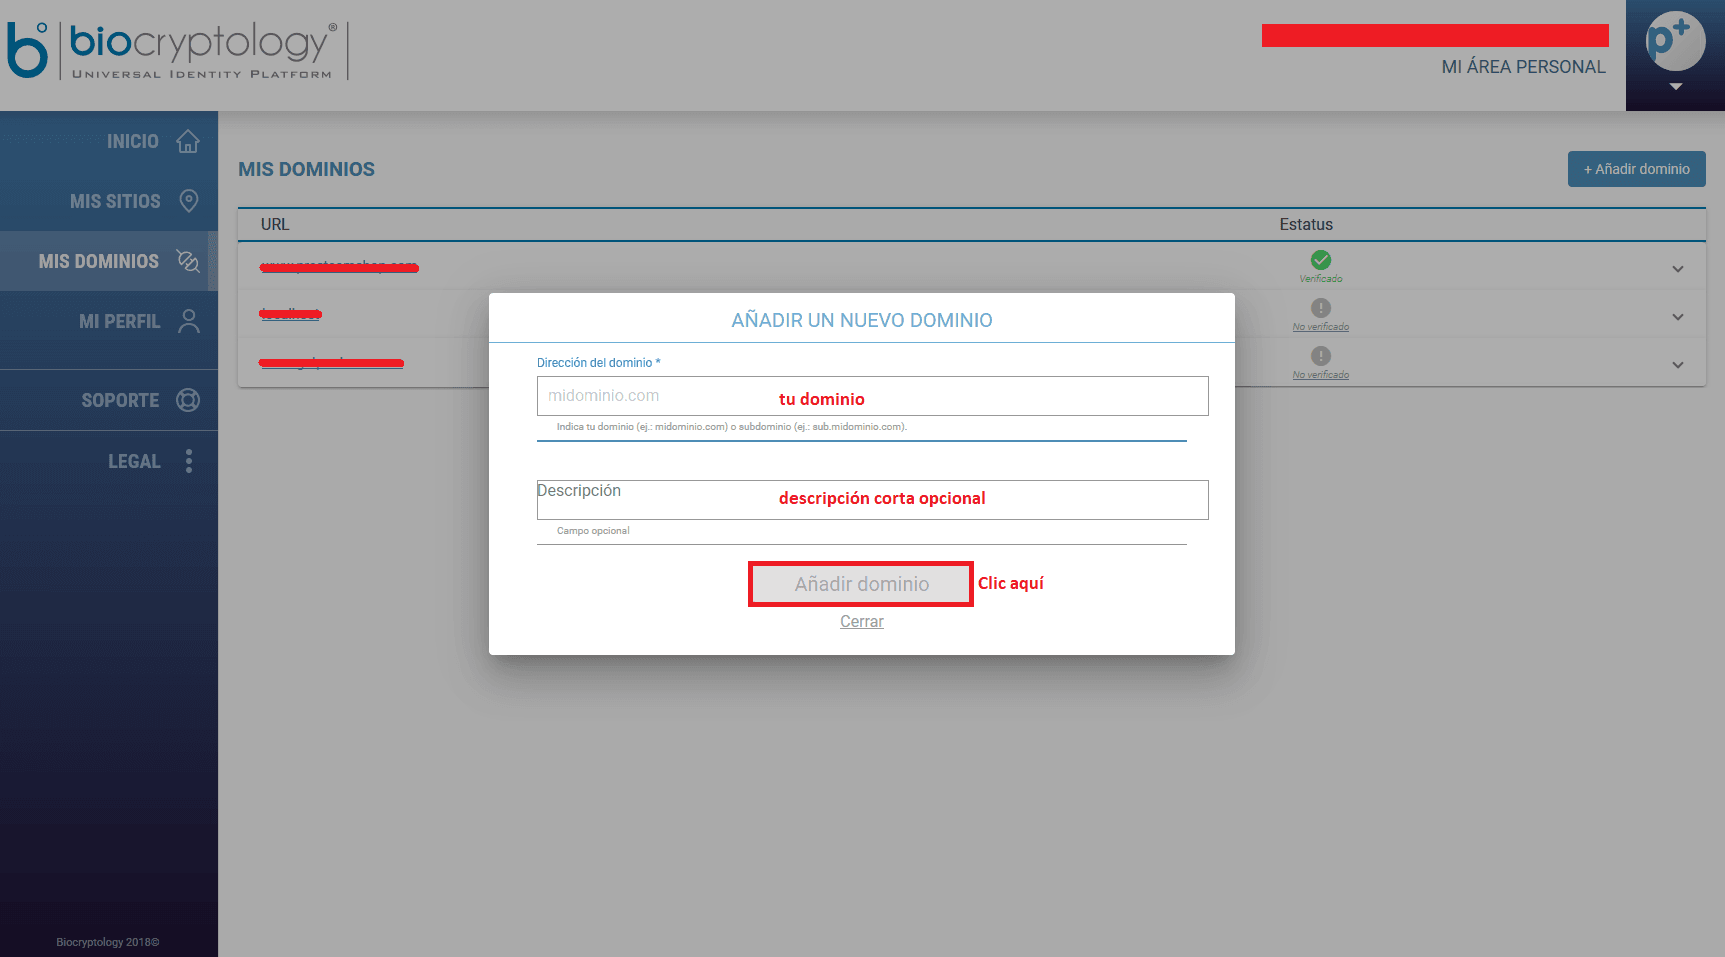 b | biocryptology®
UNIVERSAL IDENTITY PLATFORM
MI ÁREA PERSONAL
p+
INICIO
MIS SITIOS
MIS DOMINIOS
MI PERFIL
SOPORTE
LEGAL
Biocryptology 2018©
MIS DOMINIOS
+ Añadir dominio
URL
Estatus
Verificado
No verificado
No verificado
AÑADIR UN NUEVO DOMINIO
Dirección del dominio *
midominio.com
tu dominio
Indica tu dominio (ej.: midominio.com) o subdominio (ej.: sub.midominio.com).
Descripción
descripción corta opcional
Campo opcional
Añadir dominio
Clic aquí
Cerrar